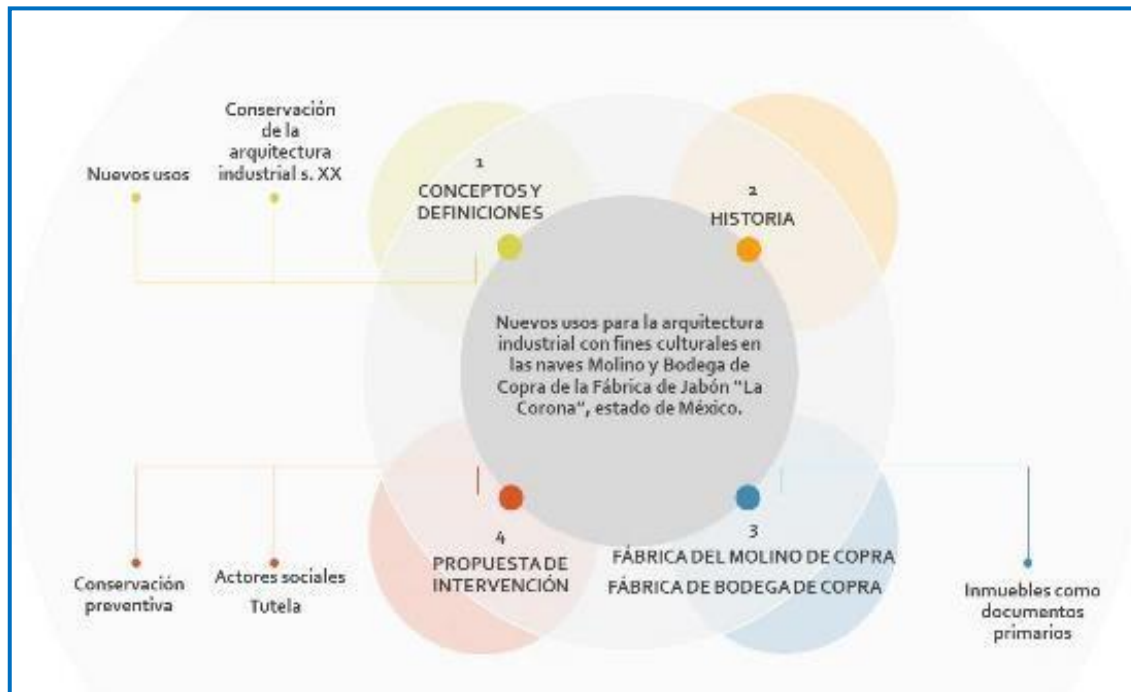 Nuevos usos
Conservación
de la
arquitectura
industrial s. XX
1
CONCEPTOS Y
DEFINICIONES
2
HISTORIA
Nuevos usos para la arquitectura
industrial con fines culturales en
las naves Molino y Bodega de
Copra de la Fábrica de Jabón "La
Corona", estado de México.
4
PROPUESTA DE
INTERVENCIÓN
3
FÁBRICA DEL MOLINO DE COPRA
FÁBRICA DE BODEGA DE COPRA
Conservación
preventiva
Actores sociales
Tutela
Inmuebles como
documentos
primarios